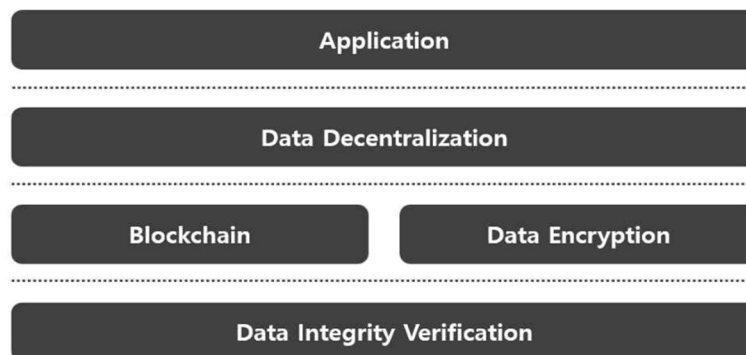 Application
Data Decentralization
Blockchain
Data Encryption
Data Integrity Verification